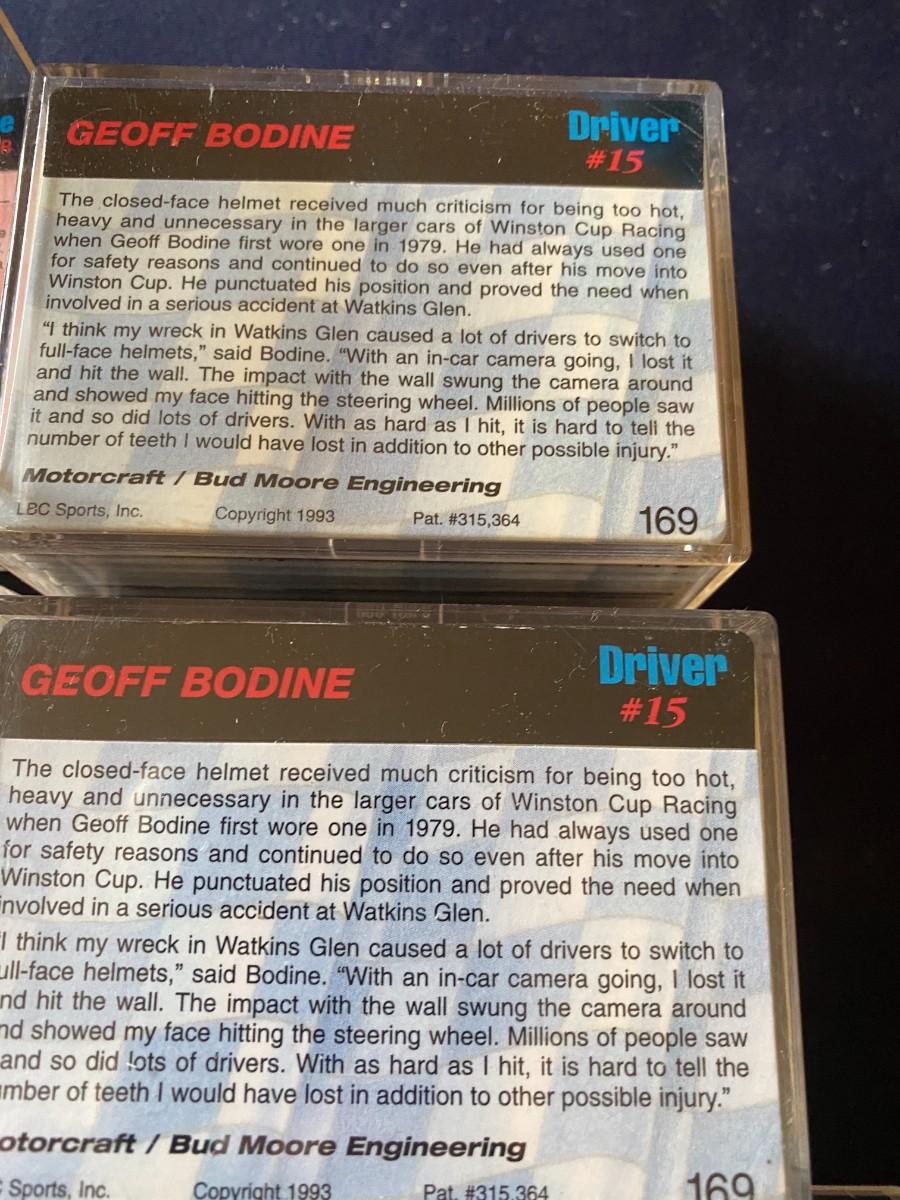 GEOFF BODINE
Driver
#15
The closed-face helmet received much criticism for being too hot,
heavy and unnecessary in the larger cars of Winston Cup Racing
when Geoff Bodine first wore one in 1979. He had always used one
for safety reasons and continued to do so even after his move into
Winston Cup. He punctuated his position and proved the need when
involved in a serious accident at Watkins Glen.
“I think my wreck in Watkins Glen caused a lot of drivers to switch to
full-face helmets,” said Bodine. “With an in-car camera going, I lost it
and hit the wall. The impact with the wall swung the camera around
and showed my face hitting the steering wheel. Millions of people saw
it and so did lots of drivers. With as hard as I hit, it is hard to tell the
number of teeth I would have lost in addition to other possible injury.”
Motorcraft / Bud Moore Engineering
LBC Sports, Inc. Copyright 1993 Pat. #315,364 169
GEOFF BODINE
Driver
#15
The closed-face helmet received much criticism for being too hot,
heavy and unnecessary in the larger cars of Winston Cup Racing
when Geoff Bodine first wore one in 1979. He had always used one
for safety reasons and continued to do so even after his move into
Winston Cup. He punctuated his position and proved the need when
involved in a serious accident at Watkins Glen.
I think my wreck in Watkins Glen caused a lot of drivers to switch to
ull-face helmets,” said Bodine. “With an in-car camera going, I lost it
nd hit the wall. The impact with the wall swung the camera around
nd showed my face hitting the steering wheel. Millions of people saw
and so did lots of drivers. With as hard as I hit, it is hard to tell the
mber of teeth I would have lost in addition to other possible injury.”
otorcraft / Bud Moore Engineering
C Sports, Inc. Copyright 1993 Pat. #315,364 169